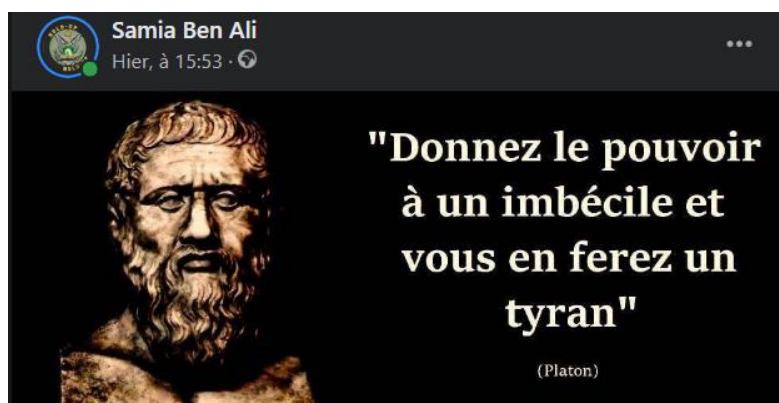 Samia Ben Ali
Hier, à 15:53 ·
"Donnez le pouvoir
à un imbécile et
vous en ferez un
tyran"
(Platon)